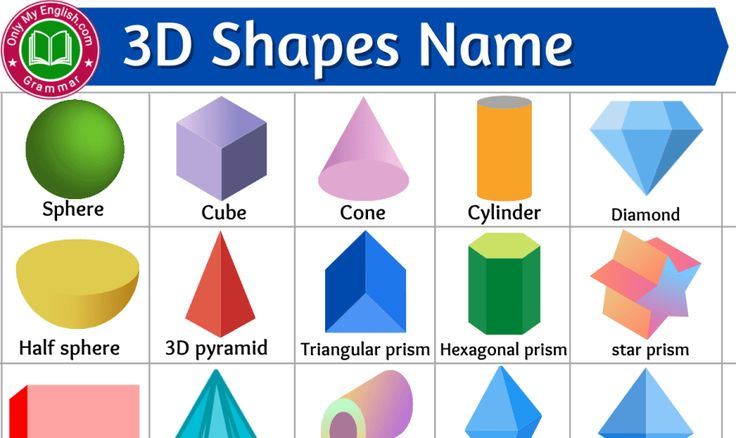 Only My English.com
Grammar
3D Shapes Name
Sphere
Cube
Cone
Cylinder
Diamond
Half sphere
3D pyramid
Triangular prism
Hexagonal prism
star prism